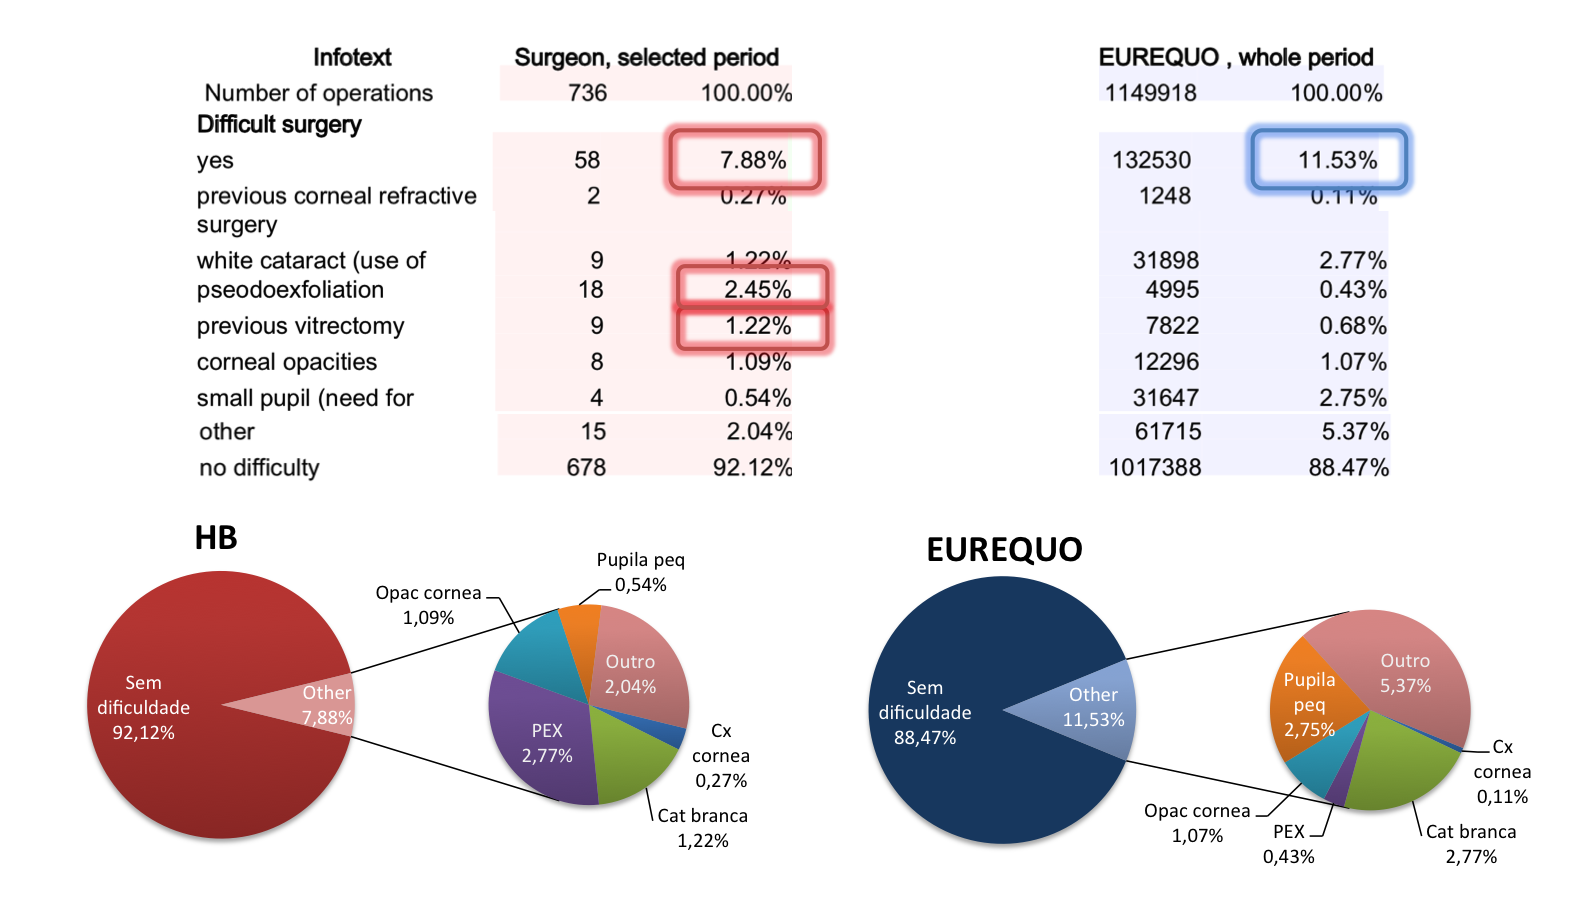 Infotext Surgeon, selected period EUREQUO , whole period
Number of operations 736 100.00% 1149918 100.00%
Difficult surgery
yes 58 7.88% 132530 11.53%
previous corneal refractive 2 0.27% 1248 0.11%
surgery
white cataract (use of 9 1.22% 31898 2.77%
pseodoexfoliation 18 2.45% 4995 0.43%
previous vitrectomy 9 1.22% 7822 0.68%
corneal opacities 8 1.09% 12296 1.07%
small pupil (need for 4 0.54% 31647 2.75%
other 15 2.04% 61715 5.37%
no difficulty 678 92.12% 1017388 88.47%
HB
Sem
dificuldade
92,12%
Other
7,88%
Opac cornea
1,09%
Pupila peq
0,54%
Outro
2,04%
PEX
2,77%
Cx
cornea
0,27%
Cat branca
1,22%
EUREQUO
Sem
dificuldade
88,47%
Other
11,53%
Pupila
peq
2,75%
Outro
5,37%
Cx
cornea
0,11%
Opac cornea
1,07%
PEX
0,43%
Cat branca
2,77%